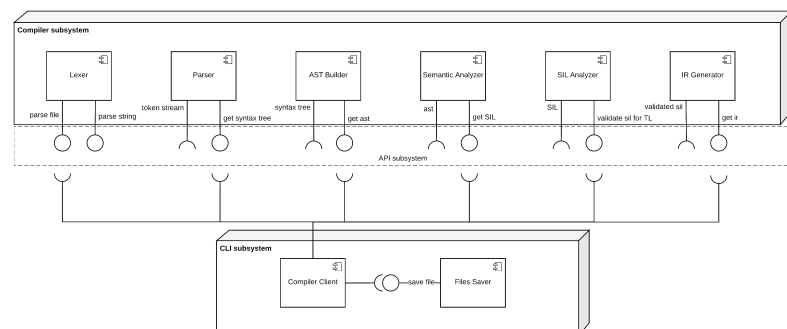 Compiler subsystem
Lexer
Parser
AST Builder
Semantic Analyzer
SIL Analyzer
IR Generator
parse file
parse string
token stream
get syntax tree
syntax tree
get ast
ast
get SIL
SIL
validate sil for TL
validated sil
get ir
API subsystem
CLI subsystem
Compiler Client
save file
Files Saver